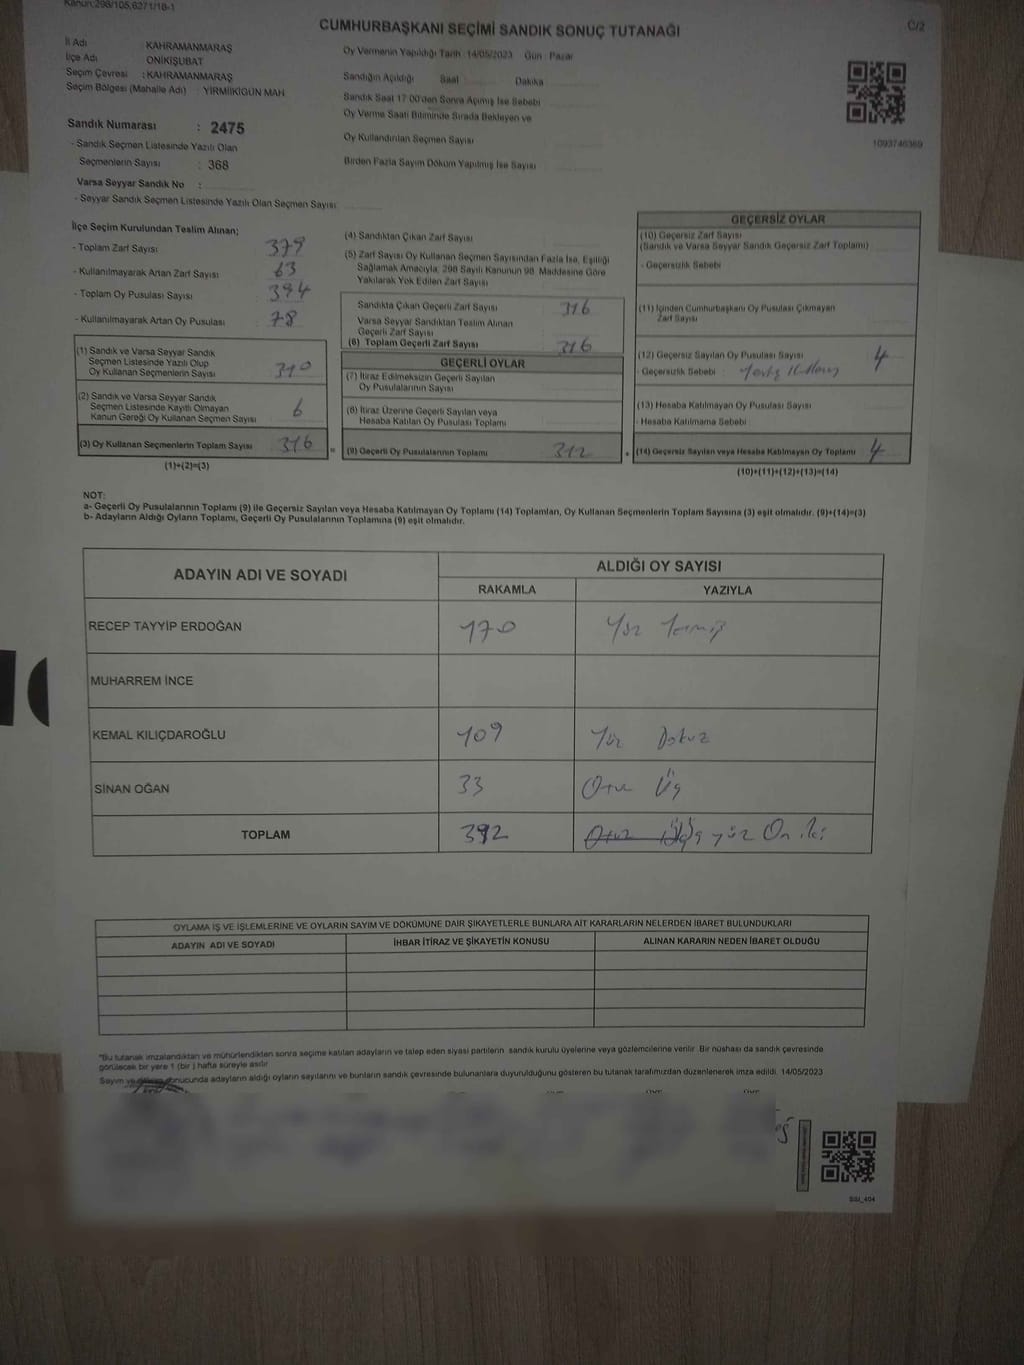 Kanun:298/105,6271/18-1
CUMHURBAŞKANI SEÇİMİ SANDIK SONUÇ TUTANAĞI
C/2
İl Adı : KAHRAMANMARAŞ
İlçe Adı : ONİKİŞUBAT
Seçim Çevresi : KAHRAMANMARAŞ
Seçim Bölgesi (Mahalle Adı) : YİRMİİKİGÜN MAH
Sandık Numarası : 2475
- Sandık Seçmen Listesinde Yazılı Olan
Seçmenlerin Sayısı : 368
Varsa Seyyar Sandık No :
- Seyyar Sandık Seçmen Listesinde Yazılı Olan Seçmen Sayısı
Oy Vermenin Yapıldığı Tarih : 14/05/2023 Gün : Pazar
Sandığın Açıldığı Saat Dakika
Sandık Saat 17.00'den Sonra Açımış İse Sebebi
Oy Verme Saati Bitiminde Sırada Bekleyen ve
Oy Kullandırılan Seçmen Sayısı
Birden Fazla Sayım Döküm Yapılmış İse Sayısı
1093746369
İlçe Seçim Kurulundan Teslim Alınan;
- Toplam Zarf Sayısı 379
- Kullanılmayarak Artan Zarf Sayısı 63
- Toplam Oy Pusulası Sayısı 394
- Kullanılmayarak Artan Oy Pusulası 78
(1) Sandık ve Varsa Seyyar Sandık
Seçmen Listesinde Yazılı Olup
Oy Kullanan Seçmenlerin Sayısı 310
(2) Sandık ve Varsa Seyyar Sandık
Seçmen Listesinde Kayıtlı Olmayan
Kanun Gereği Oy Kullanan Seçmen Sayısı 6
(3) Oy Kullanan Seçmenlerin Toplam Sayısı 316
(1)+(2)=(3)
(4) Sandıktan Çıkan Zarf Sayısı
(5) Zarf Sayısı Oy Kullanan Seçmen Sayısından Fazla İse, Eşitliği
Sağlamak Amacıyla, 298 Sayılı Kanunun 98. Maddesine Göre
Yakılarak Yok Edilen Zarf Sayısı
Sandıkta Çıkan Geçerli Zarf Sayısı 316
Varsa Seyyar Sandıktan Teslim Alınan
Geçerli Zarf Sayısı
(6) Toplam Geçerli Zarf Sayısı 316
GEÇERLİ OYLAR
(7) İtiraz Edilmeksizin Geçerli Sayılan
Oy Pusulalarının Sayısı
(8) İtiraz Üzerine Geçerli Sayılan veya
Hesaba Katılan Oy Pusulası Toplamı
= (9) Geçerli Oy Pusulalarının Toplamı 312
GEÇERSİZ OYLAR
(10) Geçersiz Zarf Sayısı
(Sandık ve Varsa Seyyar Sandık Geçersiz Zarf Toplamı)
- Geçersizlik Sebebi
(11) İçinden Cumhurbaşkanı Oy Pusulası Çıkmayan
Zarf Sayısı
(12) Geçersiz Sayılan Oy Pusulası Sayısı 4
- Geçersizlik Sebebi :
(13) Hesaba Katılmayan Oy Pusulası Sayısı
- Hesaba Katılmama Sebebi
+ (14) Geçersiz Sayılan veya Hesaba Katılmayan Oy Toplamı 4
(10)+(11)+(12)+(13)=(14)
NOT:
a- Geçerli Oy Pusulalarının Toplamı (9) ile Geçersiz Sayılan veya Hesaba Katılmayan Oy Toplamı (14) Toplamları, Oy Kullanan Seçmenlerin Toplam Sayısına (3) eşit olmalıdır. (9)+(14)=(3)
b- Adayların Aldığı Oyların Toplamı, Geçerli Oy Pusulalarının Toplamına (9) eşit olmalıdır.
ADAYIN ADI VE SOYADI
ALDIĞI OY SAYISI
RAKAMLA YAZIYLA
RECEP TAYYİP ERDOĞAN 170 Yüz Yetmiş
MUHARREM İNCE
KEMAL KILIÇDAROĞLU 109 Yüz Dokuz
SİNAN OĞAN 33 Otuz Üç
TOPLAM 312 Otuz Üç Üç yüz On iki
OYLAMA İŞ VE İŞLEMLERİNE VE OYLARIN SAYIM VE DÖKÜMÜNE DAİR ŞİKAYETLERLE BUNLARA AİT KARARLARIN NELERDEN İBARET BULUNDUKLARI
ADAYIN ADI VE SOYADI İHBAR İTİRAZ VE ŞİKAYETİN KONUSU ALINAN KARARIN NEDEN İBARET OLDUĞU
"Bu tutanak imzalandıktan ve mühürlendikten sonra seçime katılan adayların ve talep eden siyasi partilerin sandık kurulu üyelerine veya gözlemcilerine verilir. Bir nüshası da sandık çevresinde
görülecek bir yere 1 (bir ) hafta süreyle asılır
Sayım ve döküm sonucunda adayların aldığı oyların sayılarını ve bunların sandık çevresinde bulunanlara duyurulduğunu gösteren bu tutanak tarafımızdan düzenlenerek imza edildi. 14/05/2023